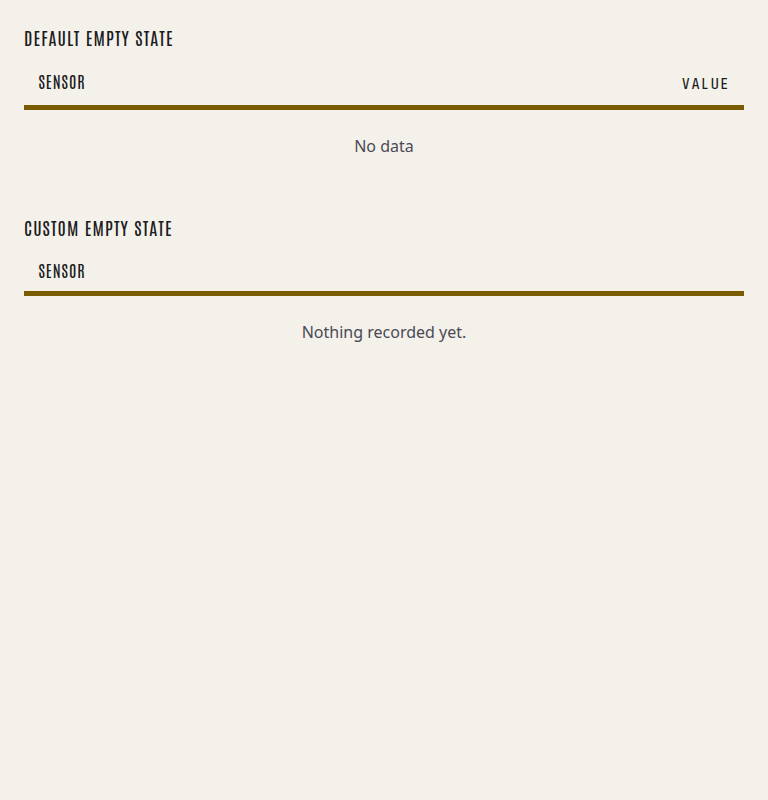 DEFAULT EMPTY STATE
SENSOR VALUE
No data
CUSTOM EMPTY STATE
SENSOR
Nothing recorded yet.